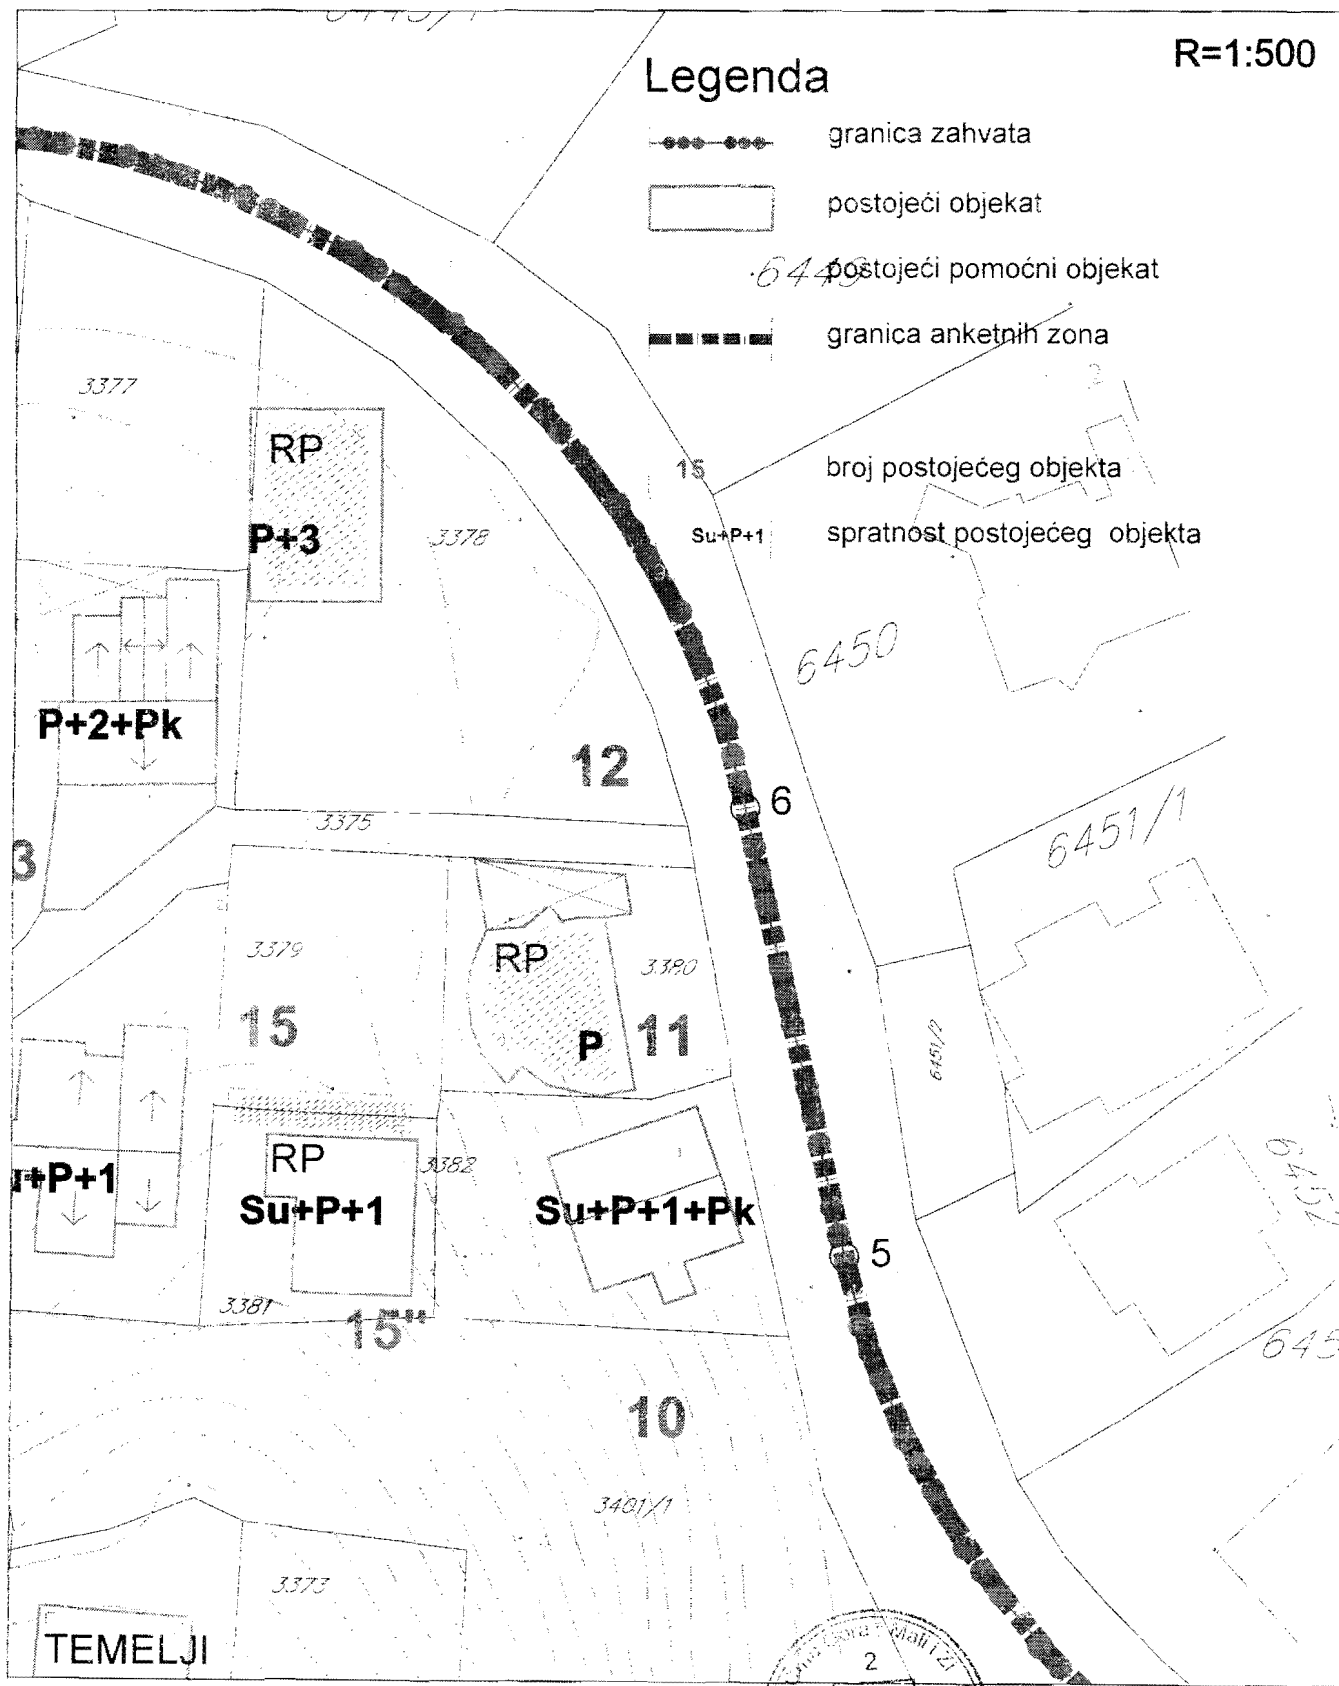 R=1:500
Legenda
granica zahvata
postojeći objekat
6449
postojeći pomoćni objekat
granica anketnih zona
15
broj postojećeg objekta
Su+P+1
spratnost postojećeg objekta
3377
RP
P+3
3378
6450
P+2+Pk
12
6
3375
6451/1
3
3379
RP
3380
15
P
11
6451/2
RP
3382
+P+1
Su+P+1
Su+P+1+Pk
5
3381
15"
10
3401/1
3373
TEMELJI
2